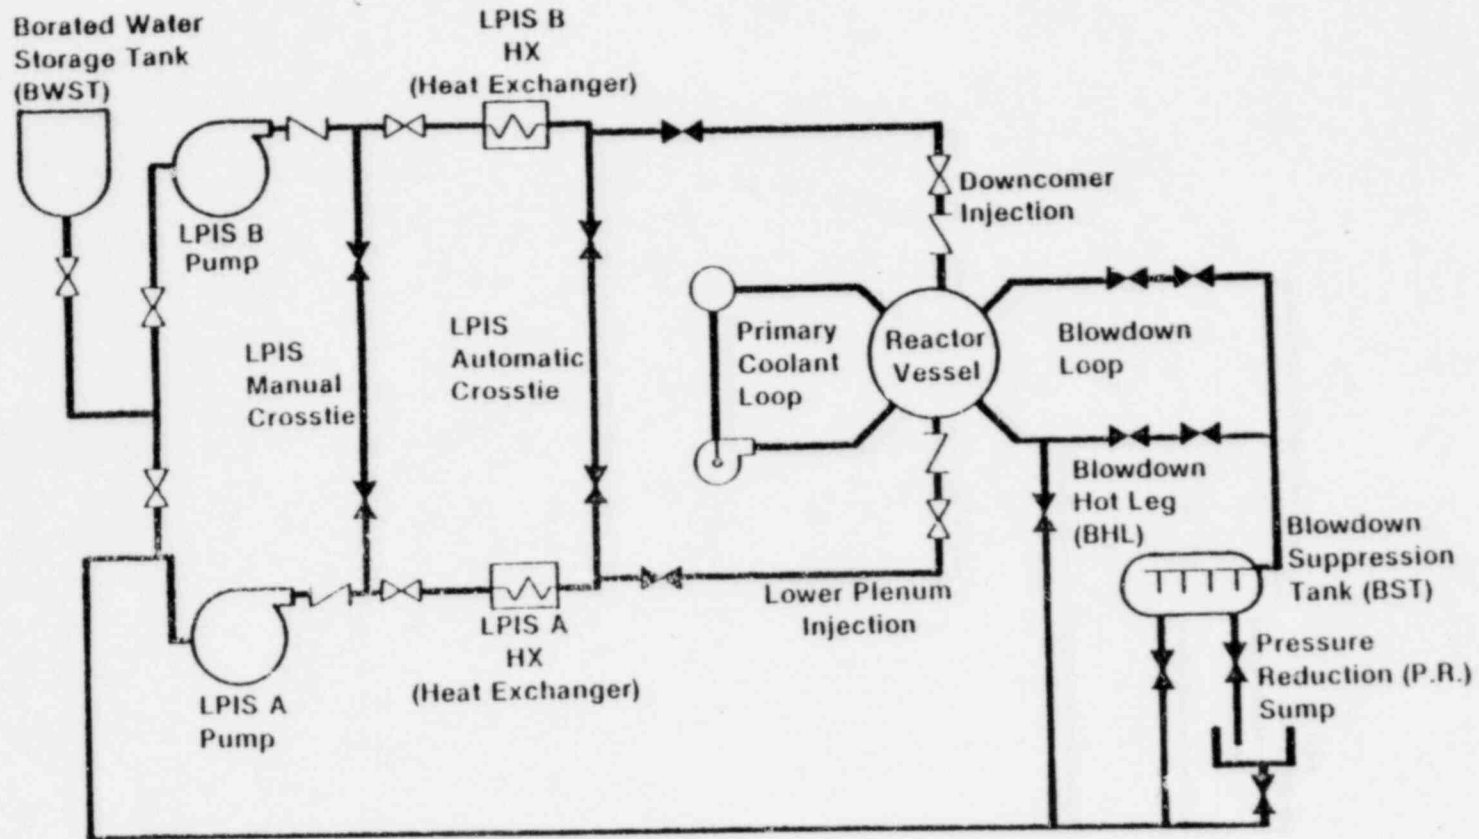 Borated Water
Storage Tank
(BWST)
LPIS B
HX
(Heat Exchanger)
LPIS B
Pump
Downcomer
Injection
LPIS
Manual
Crosstie
LPIS
Automatic
Crosstie
Primary
Coolant
Loop
Reactor
Vessel
Blowdown
Loop
Blowdown
Hot Leg
(BHL)
Blowdown
Suppression
Tank (BST)
Lower Plenum
Injection
LPIS A
HX
(Heat Exchanger)
LPIS A
Pump
Pressure
Reduction (P.R.)
Sump